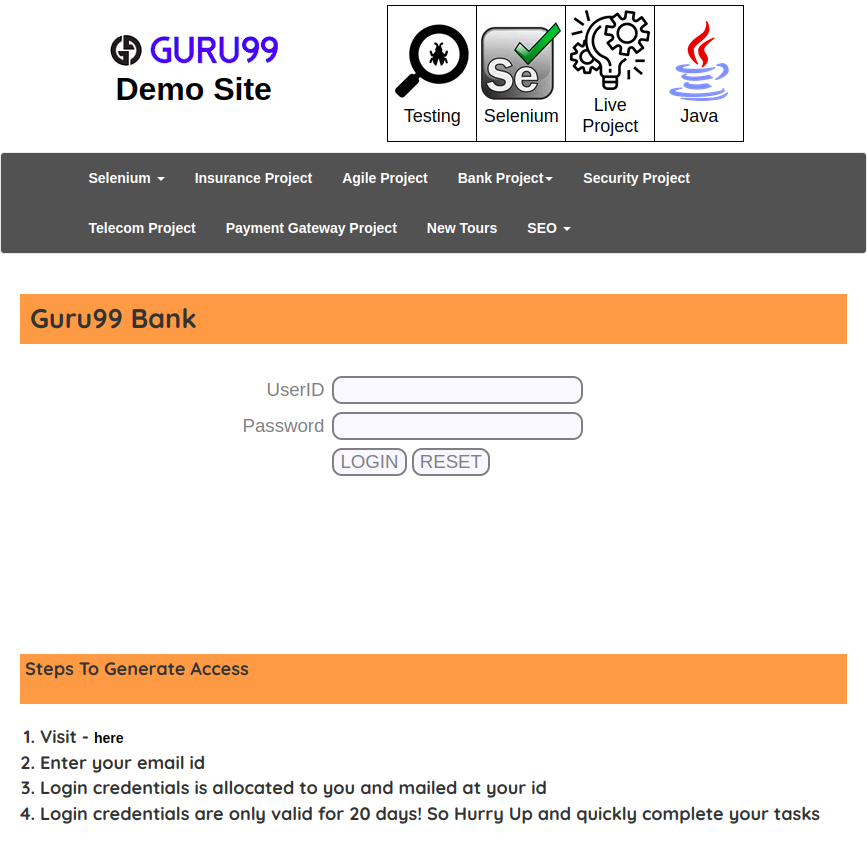 GURU99
Demo Site
Testing
Se
Selenium
Live
Project
Java
Selenium
Insurance Project
Agile Project
Bank Project
Security Project
Telecom Project
Payment Gateway Project
New Tours
SEO
Guru99 Bank
UserID
Password
LOGIN RESET
Steps To Generate Access
1. Visit - here
2. Enter your email id
3. Login credentials is allocated to you and mailed at your id
4. Login credentials are only valid for 20 days! So Hurry Up and quickly complete your tasks